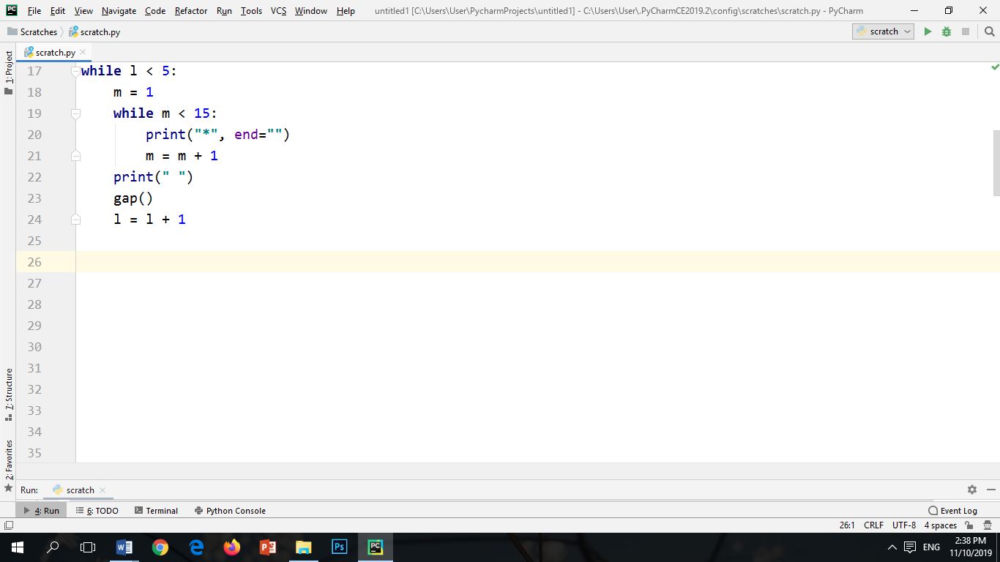 PC File Edit View Navigate Code Refactor Run Tools VCS Window Help untitled1 [C:\Users\User\PycharmProjects\untitled1] - C:\Users\User\.PyCharmCE2019.2\config\scratches\scratch.py - PyCharm
Scratches scratch.py scratch
1: Project
scratch.py
17 while l < 5:
18     m = 1
19     while m < 15:
20         print("*", end="")
21         m = m + 1
22     print(" ")
23     gap()
24     l = l + 1
25
26
27
28
29
30
31
32
33
34
35
7: Structure
2: Favorites
Run: scratch
4: Run 6: TODO Terminal Python Console Event Log
26:1 CRLF UTF-8 4 spaces
W e P Ps PC ENG 2:38 PM
11/10/2019